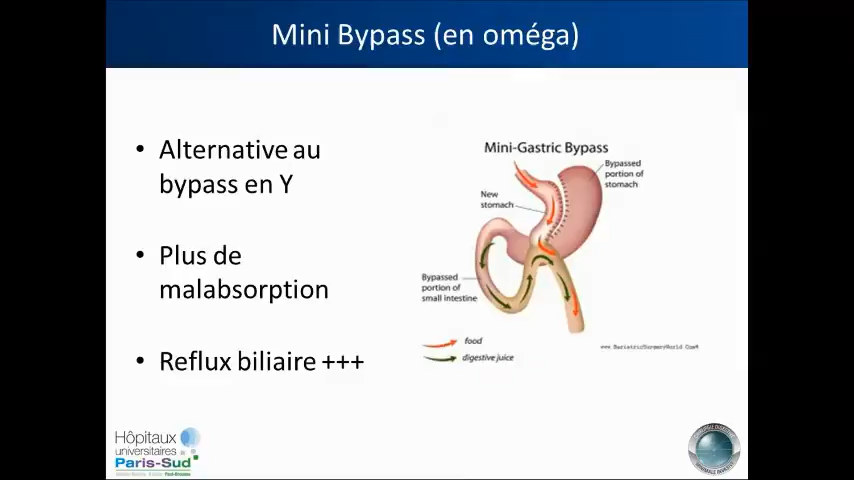 Mini Bypass (en oméga)
• Alternative au
bypass en Y
• Plus de
malabsorption
• Reflux biliaire +++
Mini-Gastric Bypass
Bypassed
portion of
stomach
New
stomach
Bypassed
portion of
small intestine
food
digestive juice
Hôpitaux
universitaires
Paris-Sud